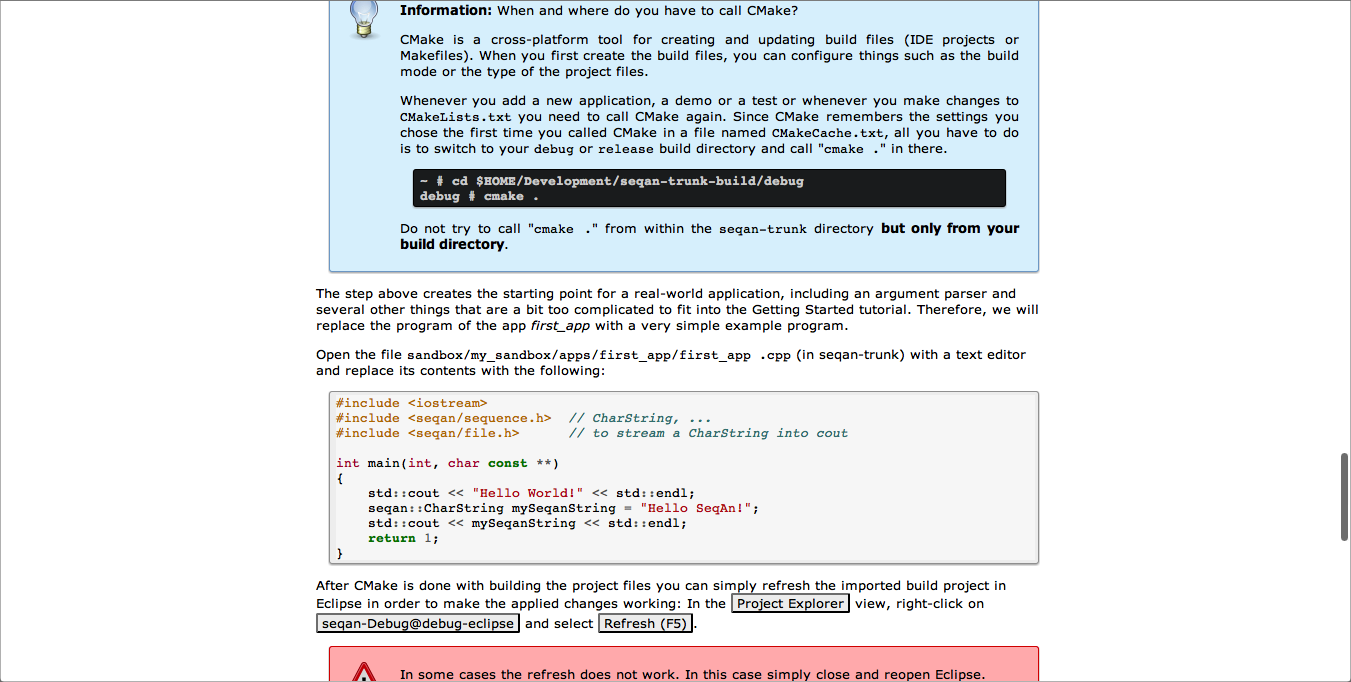 Information: When and where do you have to call CMake?
CMake is a cross-platform tool for creating and updating build files (IDE projects or
Makefiles). When you first create the build files, you can configure things such as the build
mode or the type of the project files.
Whenever you add a new application, a demo or a test or whenever you make changes to
CMakeLists.txt you need to call CMake again. Since CMake remembers the settings you
chose the first time you called CMake in a file named CMakeCache.txt, all you have to do
is to switch to your debug or release build directory and call "cmake ." in there.
~ # cd $HOME/Development/seqan-trunk-build/debug
debug # cmake .
Do not try to call "cmake ." from within the seqan-trunk directory but only from your
build directory.
The step above creates the starting point for a real-world application, including an argument parser and
several other things that are a bit too complicated to fit into the Getting Started tutorial. Therefore, we will
replace the program of the app first_app with a very simple example program.
Open the file sandbox/my_sandbox/apps/first_app/first_app .cpp (in seqan-trunk) with a text editor
and replace its contents with the following:
#include <iostream>
#include <seqan/sequence.h>  // CharString, ...
#include <seqan/file.h>      // to stream a CharString into cout
int main(int, char const **)
{
    std::cout << "Hello World!" << std::endl;
    seqan::CharString mySeqanString = "Hello SeqAn!";
    std::cout << mySeqanString << std::endl;
    return 1;
}
After CMake is done with building the project files you can simply refresh the imported build project in
Eclipse in order to make the applied changes working: In the Project Explorer view, right-click on
seqan-Debug@debug-eclipse and select Refresh (F5).
In some cases the refresh does not work. In this case simply close and reopen Eclipse.